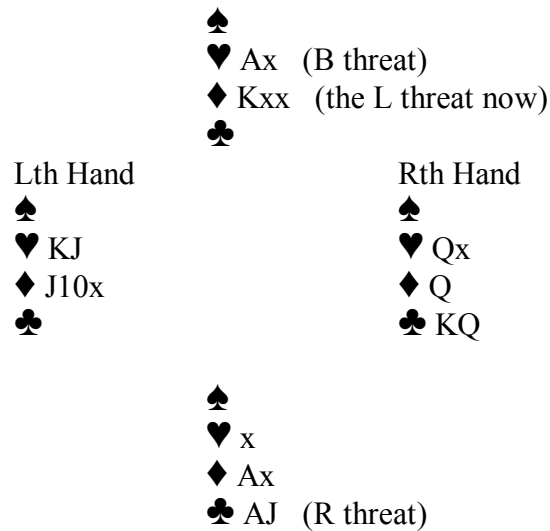 ♠
♥ Ax (B threat)
♦ Kxx (the L threat now)
♣
Lth Hand Rth Hand
♠ ♠
♥ KJ ♥ Qx
♦ J10x ♦ Q
♣ ♣ KQ
♠
♥ x
♦ Ax
♣ AJ (R threat)